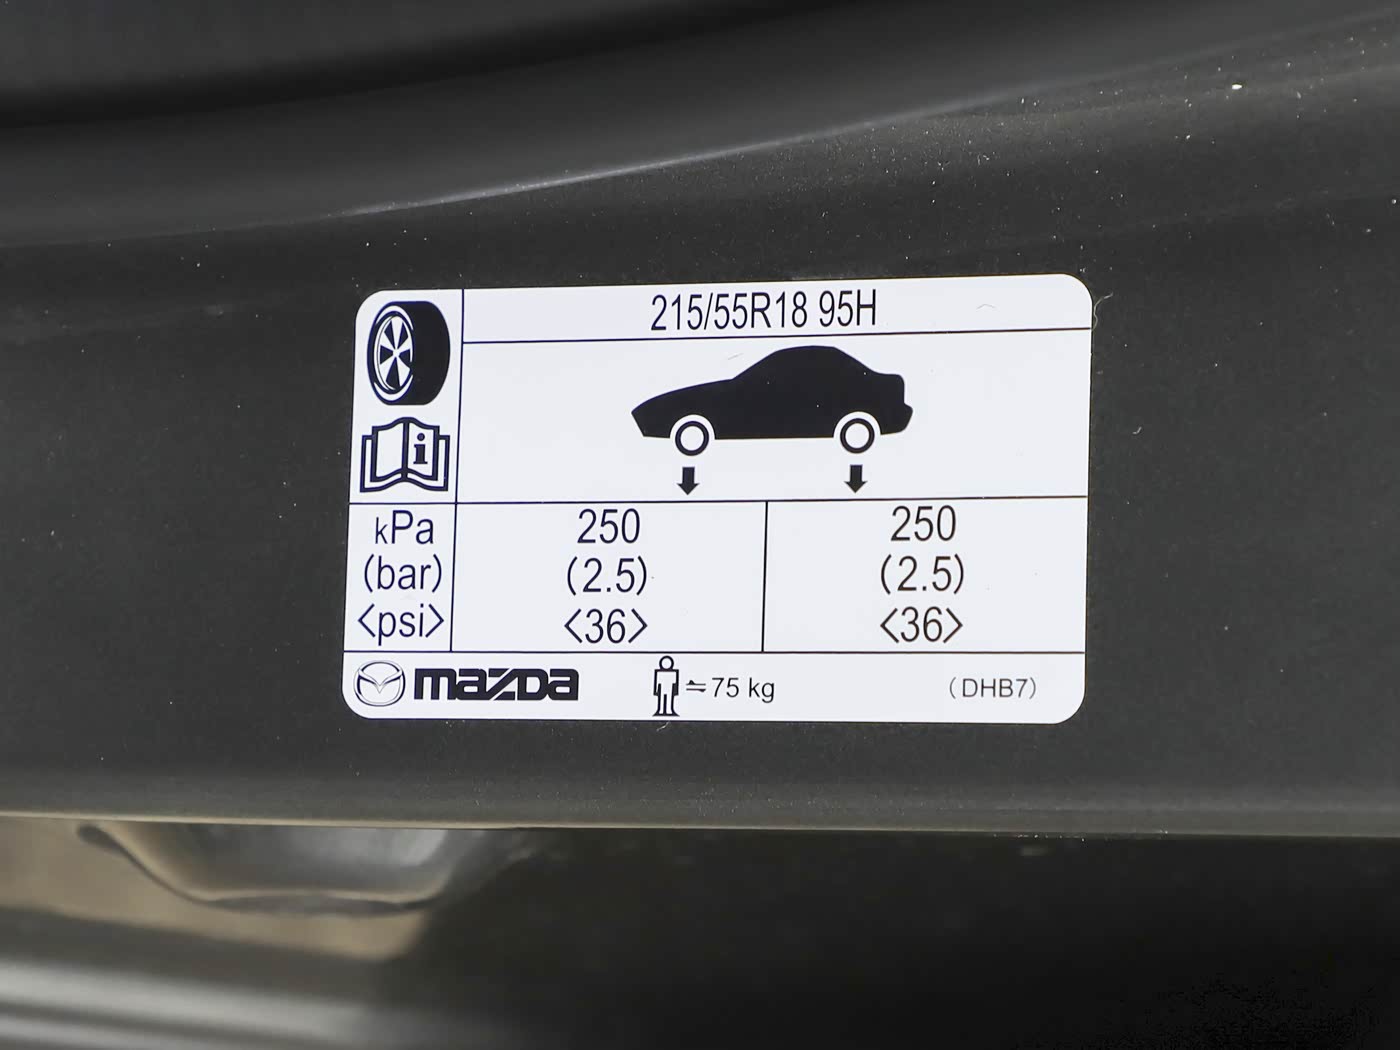 215/55R18 95H
i
kPa 250 250
(bar) (2.5) (2.5)
<psi> <36> <36>
mazda ≒75 kg (DHB7)